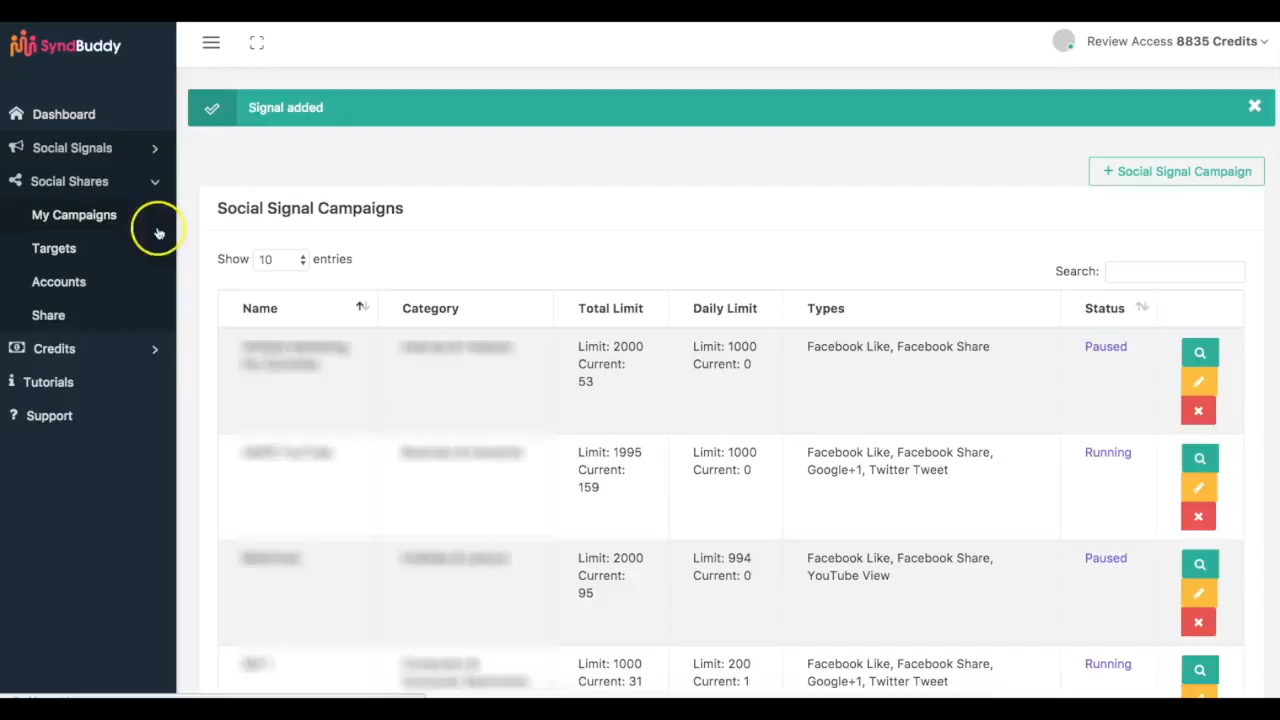 SyndBuddy
Review Access 8835 Credits
Dashboard
Signal added
Social Signals
Social Shares
+ Social Signal Campaign
My Campaigns
Social Signal Campaigns
Targets
Show 10 entries
Search:
Accounts
Share
Name Category Total Limit Daily Limit Types Status
Credits
Tutorials
Support
Limit: 2000 Limit: 1000 Facebook Like, Facebook Share Paused
Current: Current: 0
53
Limit: 1995 Limit: 1000 Facebook Like, Facebook Share, Running
Current: Current: 0 Google+1, Twitter Tweet
159
Limit: 2000 Limit: 994 Facebook Like, Facebook Share, Paused
Current: Current: 0 YouTube View
95
Limit: 1000 Limit: 200 Facebook Like, Facebook Share, Running
Current: 31 Current: 1 Google+1, Twitter Tweet